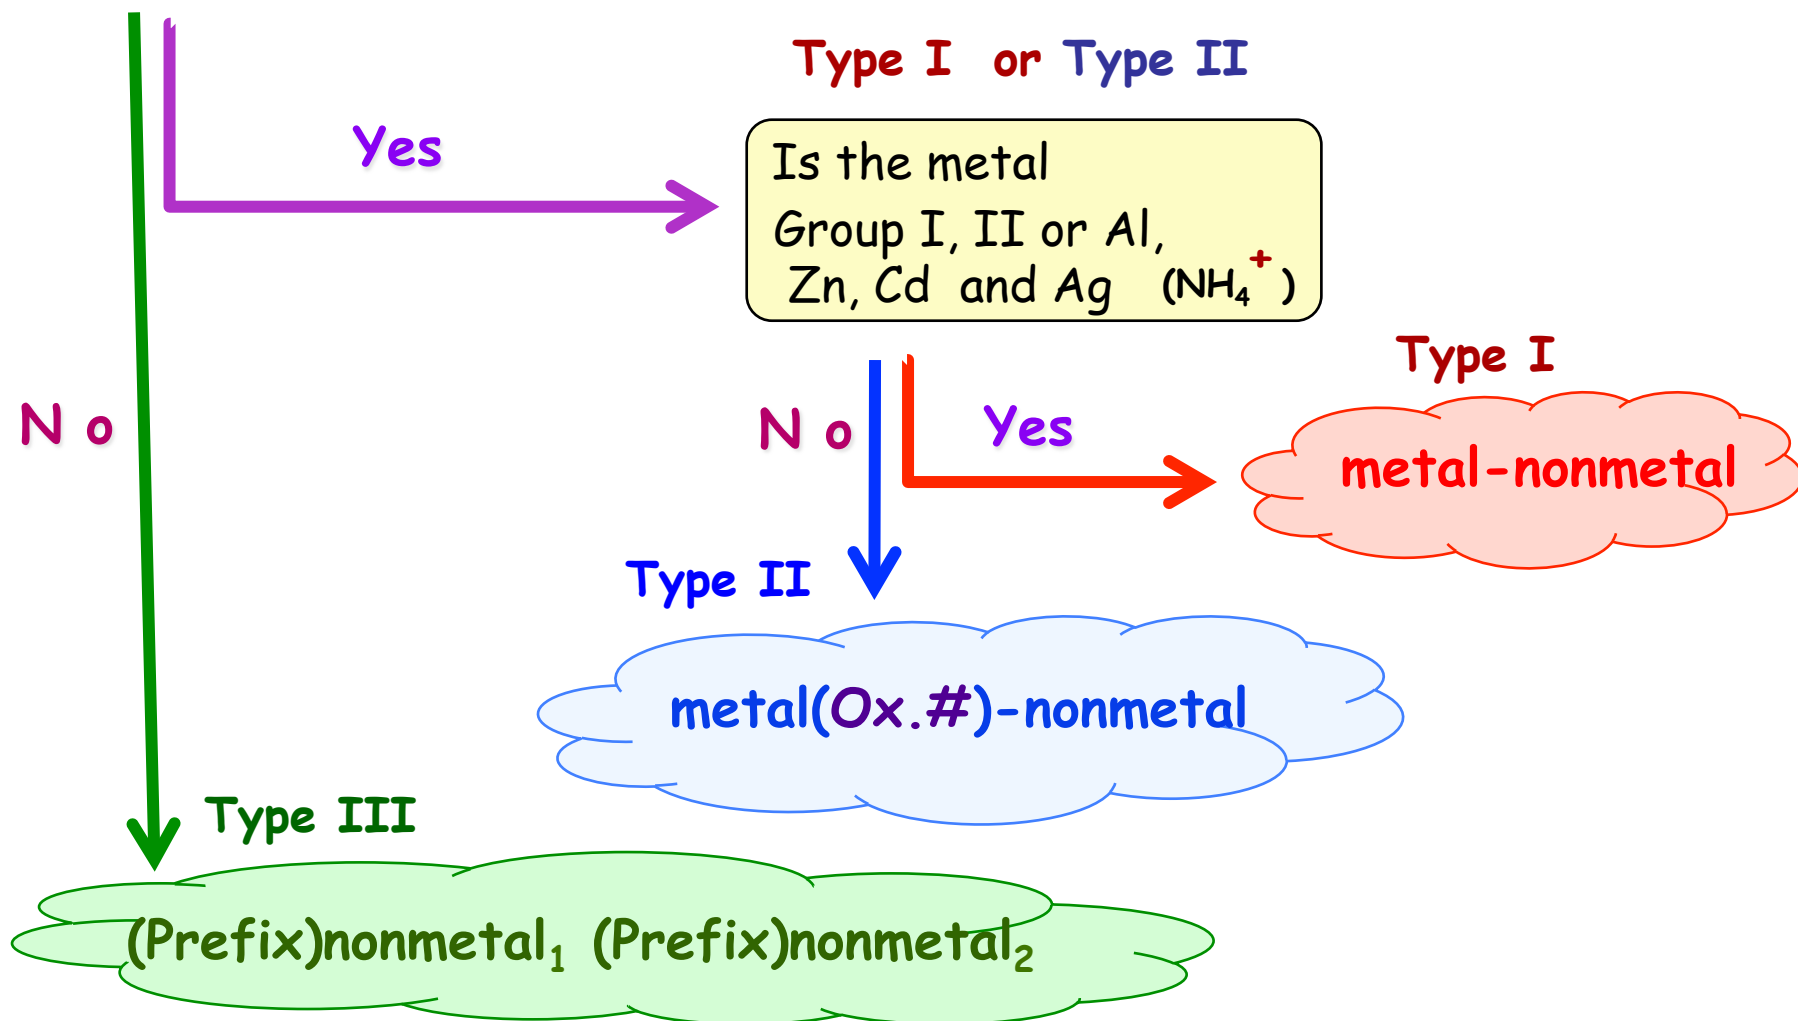 Type I or Type II
Yes
Is the metal
Group I, II or Al,
Zn, Cd and Ag (NH₄⁺)
Type I
N o
N o
Yes
metal-nonmetal
Type II
metal(Ox.#)-nonmetal
Type III
(Prefix)nonmetal₁ (Prefix)nonmetal₂